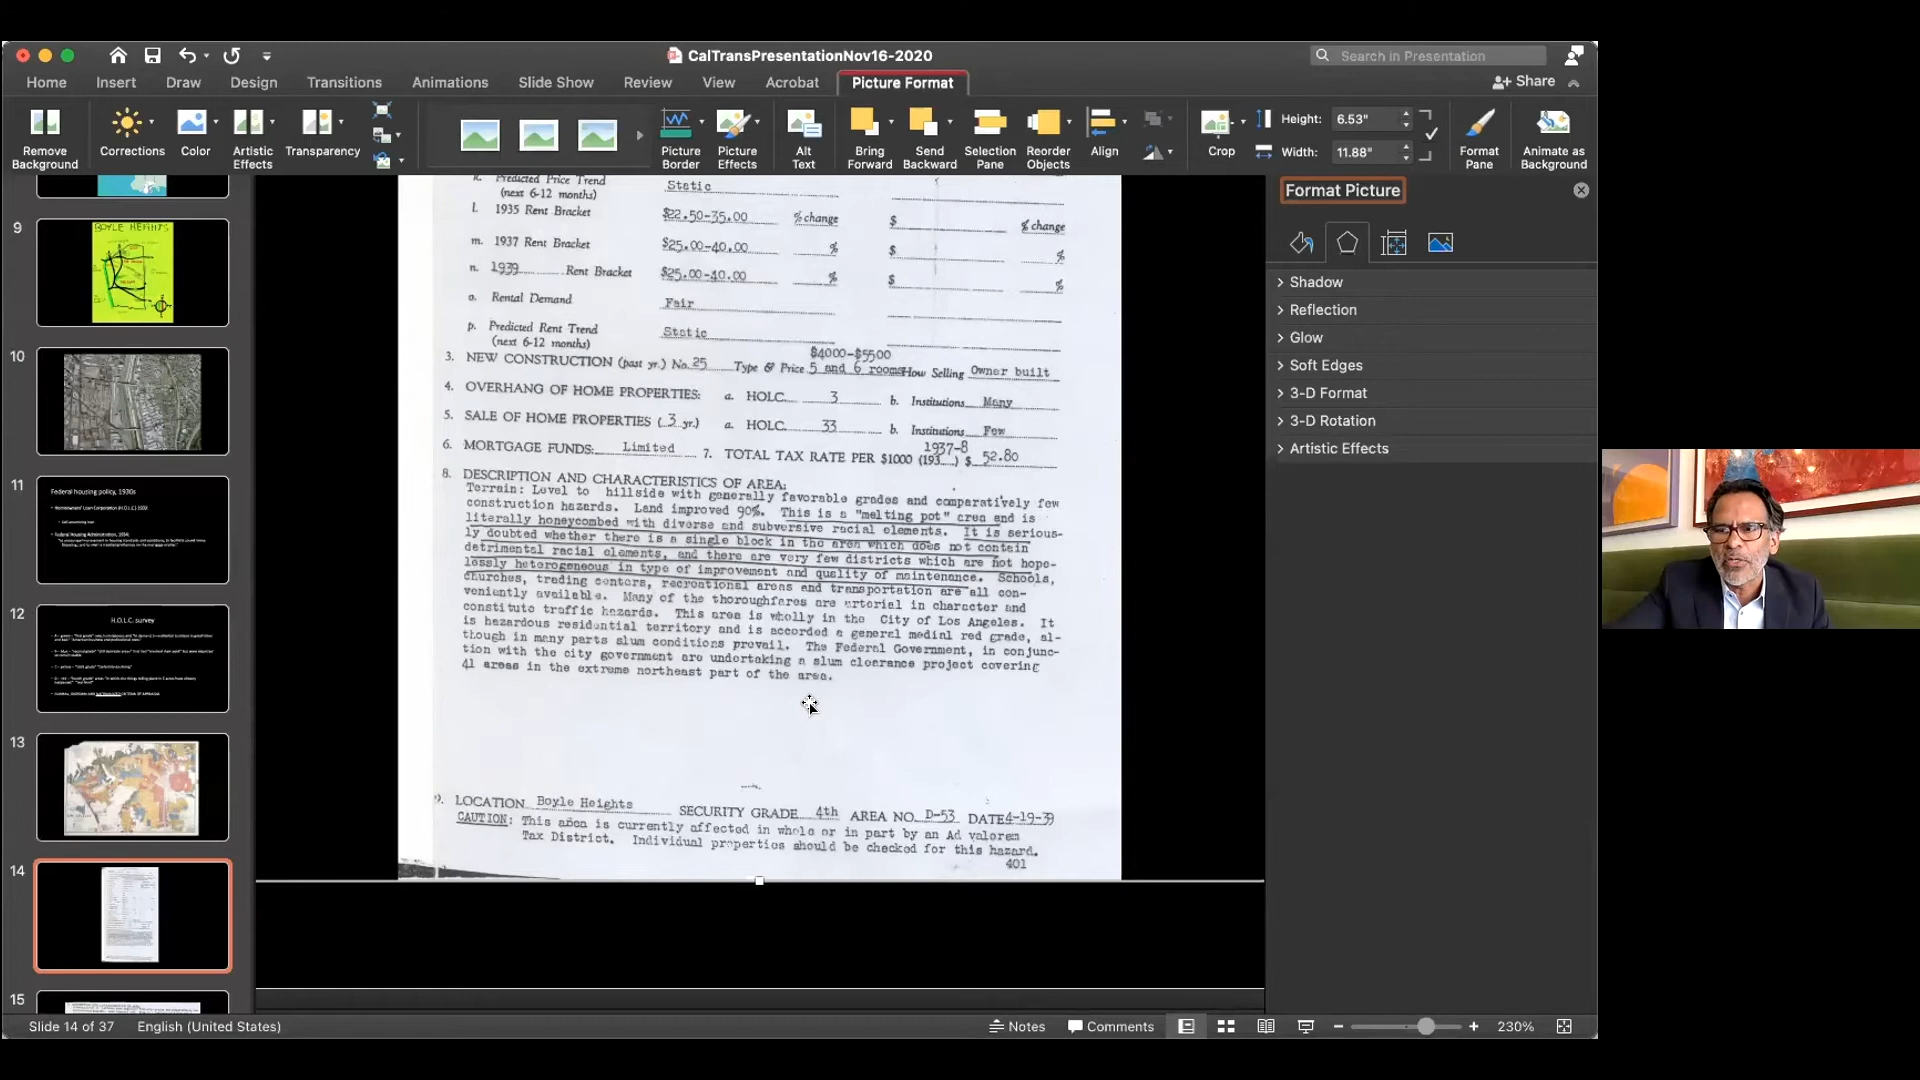 CalTransPresentationNov16-2020
Search in Presentation
Home Insert Draw Design Transitions Animations Slide Show Review View Acrobat Picture Format
Share
Remove Background
Corrections
Color
Artistic Effects
Transparency
Picture Border
Picture Effects
Alt Text
Bring Forward
Send Backward
Selection Pane
Reorder Objects
Align
Crop
Height: 6.53"
Width: 11.88"
Format Pane
Animate as Background
9
BOYLE HEIGHTS
10
11
Federal housing policy, 1930s
12
H.O.L.C. survey
13
14
15
k. Predicted Price Trend Static
(next 6-12 months)
l. 1935 Rent Bracket $22.50-35.00 % change $ % change
m. 1937 Rent Bracket $25.00-40.00 % $ %
n. 1939 Rent Bracket $25.00-40.00 % $ %
o. Rental Demand Fair
p. Predicted Rent Trend Static
(next 6-12 months)
$4000-$5500
3. NEW CONSTRUCTION (past yr.) No. 25 Type & Price 5 and 6 rooms How Selling Owner built
4. OVERHANG OF HOME PROPERTIES: a. HOLC 3 b. Institutions Many
5. SALE OF HOME PROPERTIES (3 yr.) a. HOLC 33 b. Institutions Few
1937-8
6. MORTGAGE FUNDS: Limited 7. TOTAL TAX RATE PER $1000 (193...) $ 52.80
8. DESCRIPTION AND CHARACTERISTICS OF AREA:
Terrain: Level to hillside with generally favorable grades and comparatively few
construction hazards. Land improved 90%. This is a "melting pot" area and is
literally honeycombed with diverse and subversive racial elements. It is serious-
ly doubted whether there is a single block in the area which does not contain
detrimental racial elements, and there are very few districts which are not hope-
lessly heterogeneous in type of improvement and quality of maintenance. Schools,
churches, trading centers, recreational areas and transportation are all con-
veniently available. Many of the thoroughfares are arterial in character and
constitute traffic hazards. This area is wholly in the City of Los Angeles. It
is hazardous residential territory and is accorded a general medial red grade, al-
though in many parts slum conditions prevail. The Federal Government, in conjunc-
tion with the city government are undertaking a slum clearance project covering
41 areas in the extreme northeast part of the area.
9. LOCATION Boyle Heights SECURITY GRADE 4th AREA NO. D-53 DATE 4-19-39
CAUTION: This area is currently affected in whole or in part by an Ad valorem
Tax District. Individual properties should be checked for this hazard.
401
Format Picture
Shadow
Reflection
Glow
Soft Edges
3-D Format
3-D Rotation
Artistic Effects
Slide 14 of 37 English (United States) Notes Comments 230%